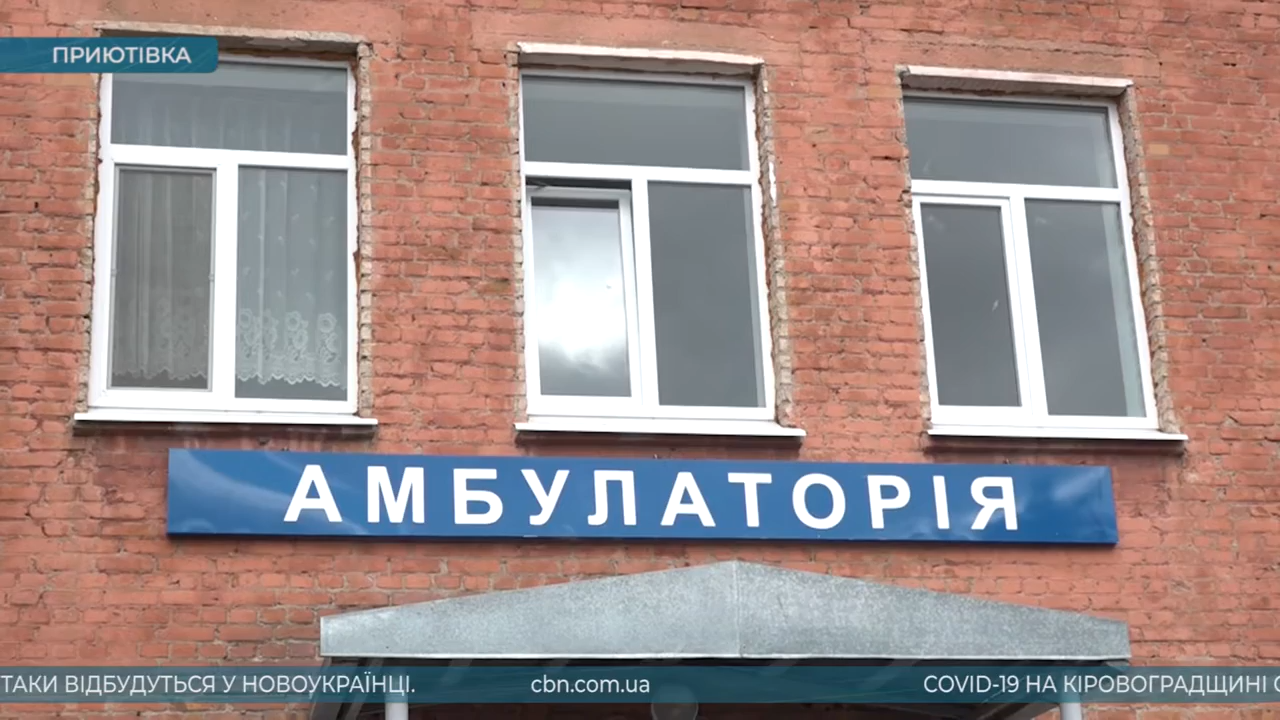 ПРИЮТІВКА
АМБУЛАТОРІЯ
ТАКИ ВІДБУДУТЬСЯ У НОВОУКРАЇНЦІ. cbn.com.ua COVID-19 НА КІРОВОГРАДЩИНІ